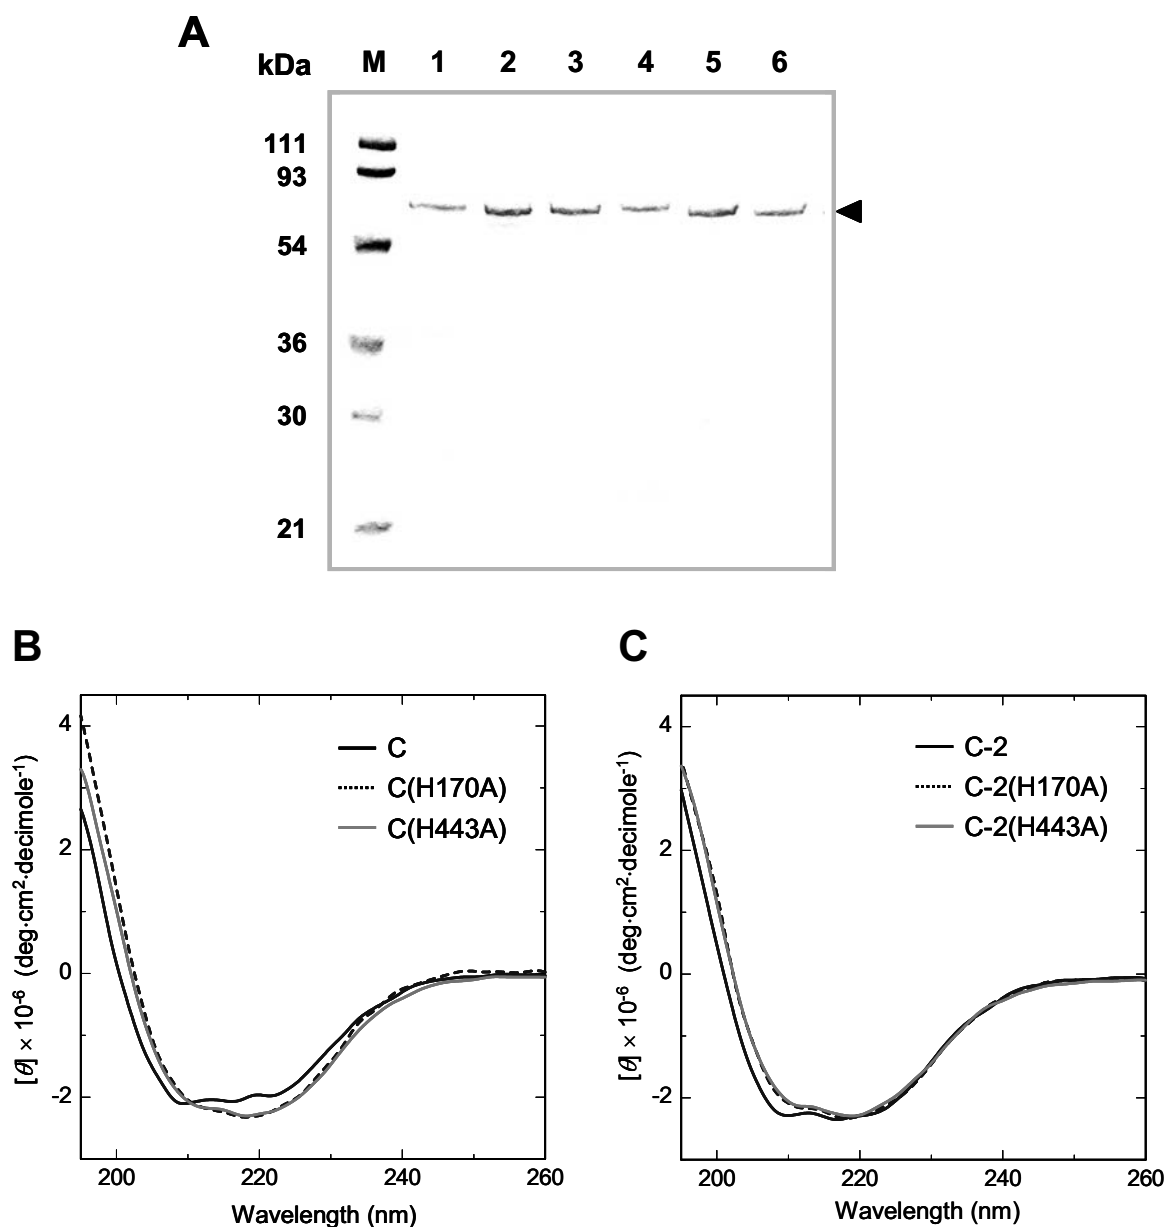 A
kDa M 1 2 3 4 5 6
111
93
54
36
30
21
B
C
[θ] × 10-6 (deg·cm2·decimole-1)
4
2
0
-2
C
C(H170A)
C(H443A)
200 220 240 260
Wavelength (nm)
[θ] × 10-6 (deg·cm2·decimole-1)
4
2
0
-2
C-2
C-2(H170A)
C-2(H443A)
200 220 240 260
Wavelength (nm)